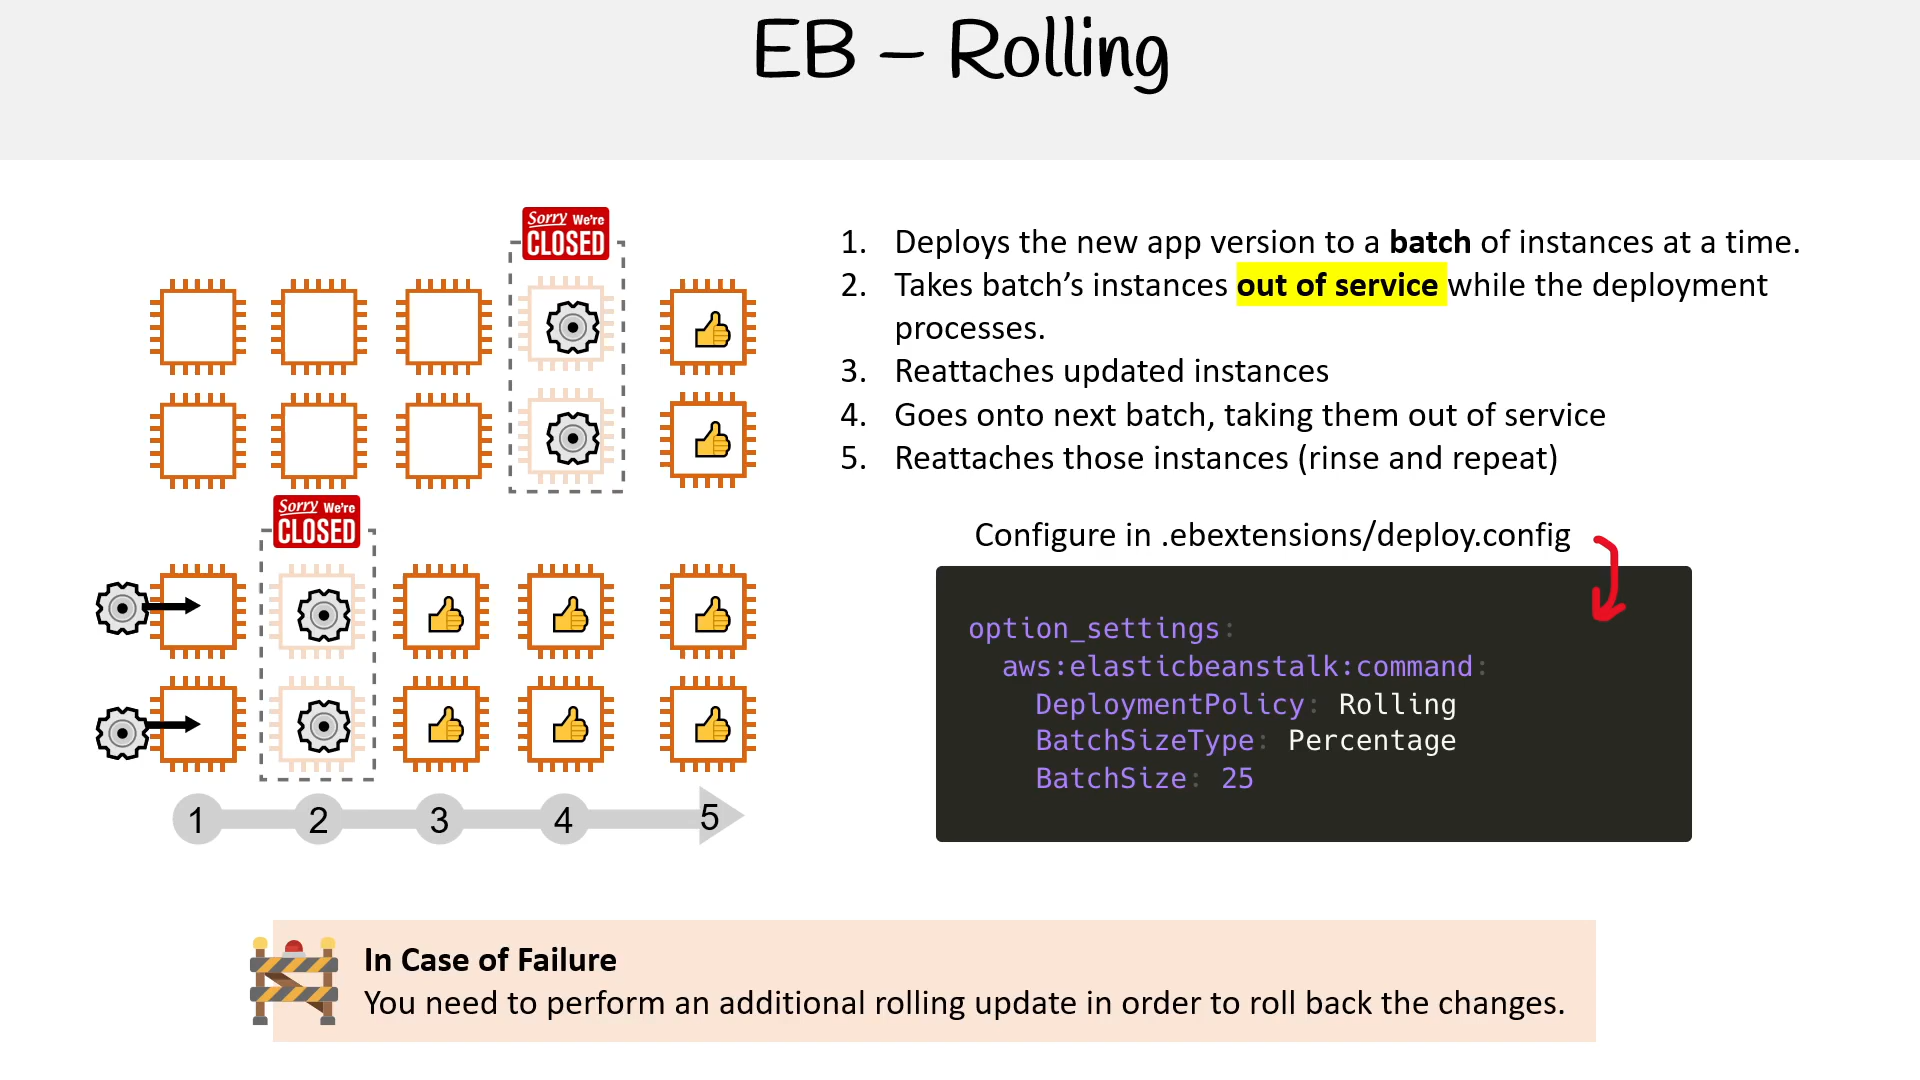 EB – Rolling
Sorry We're
CLOSED
1. Deploys the new app version to a batch of instances at a time.
2. Takes batch’s instances out of service while the deployment
processes.
3. Reattaches updated instances
4. Goes onto next batch, taking them out of service
5. Reattaches those instances (rinse and repeat)
Sorry We're
CLOSED
1 2 3 4 5
Configure in .ebextensions/deploy.config
option_settings:
aws:elasticbeanstalk:command:
DeploymentPolicy: Rolling
BatchSizeType: Percentage
BatchSize: 25
In Case of Failure
You need to perform an additional rolling update in order to roll back the changes.